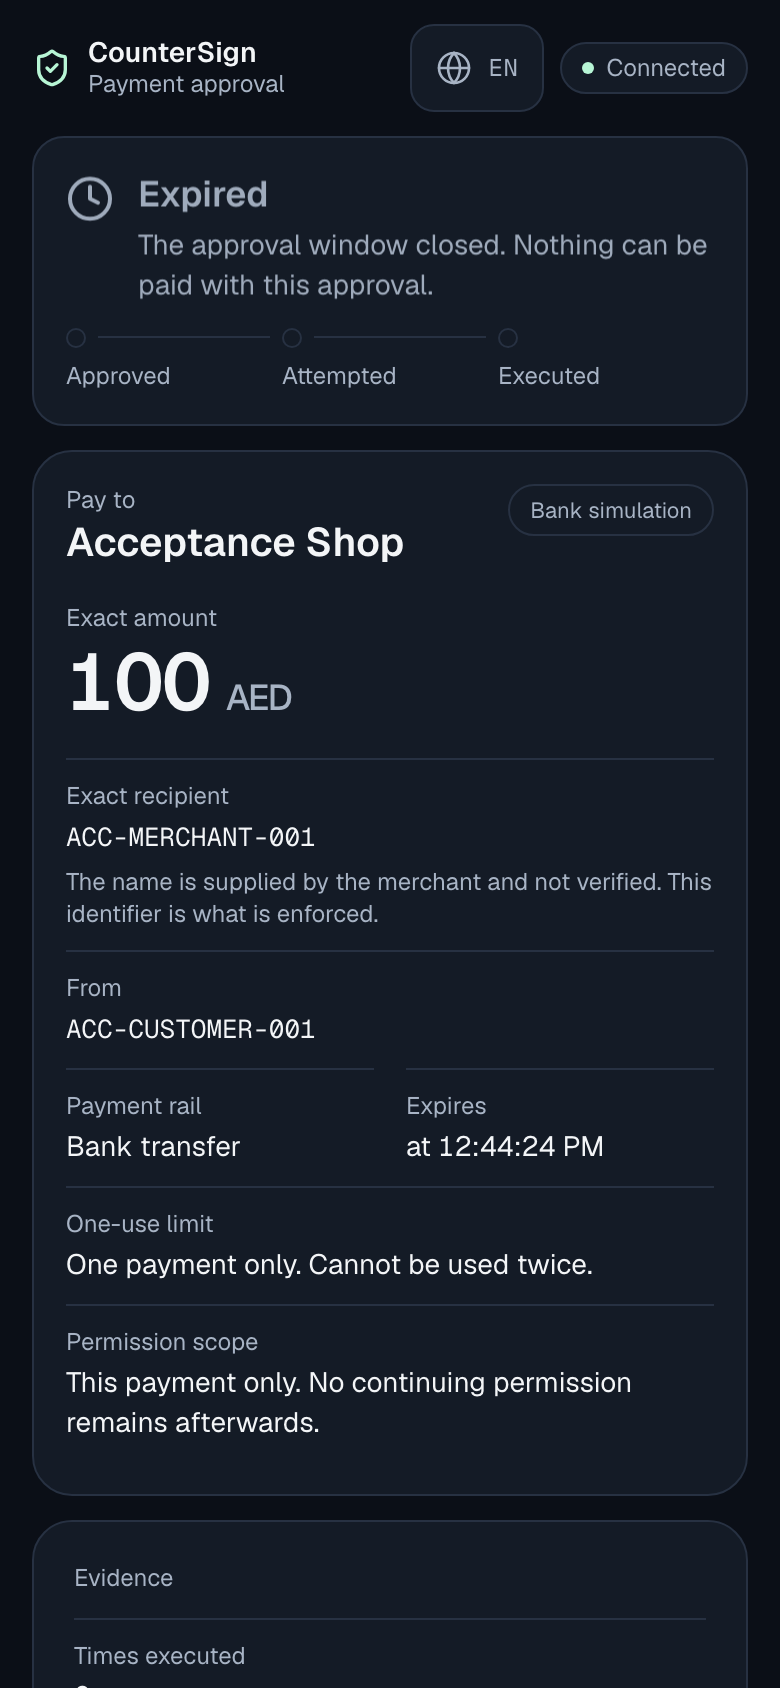 CounterSign
Payment approval
EN
Connected
Expired
The approval window closed. Nothing can be
paid with this approval.
Approved
Attempted
Executed
Pay to
Bank simulation
Acceptance Shop
Exact amount
100 AED
Exact recipient
ACC-MERCHANT-001
The name is supplied by the merchant and not verified. This
identifier is what is enforced.
From
ACC-CUSTOMER-001
Payment rail
Bank transfer
Expires
at 12:44:24 PM
One-use limit
One payment only. Cannot be used twice.
Permission scope
This payment only. No continuing permission
remains afterwards.
Evidence
Times executed